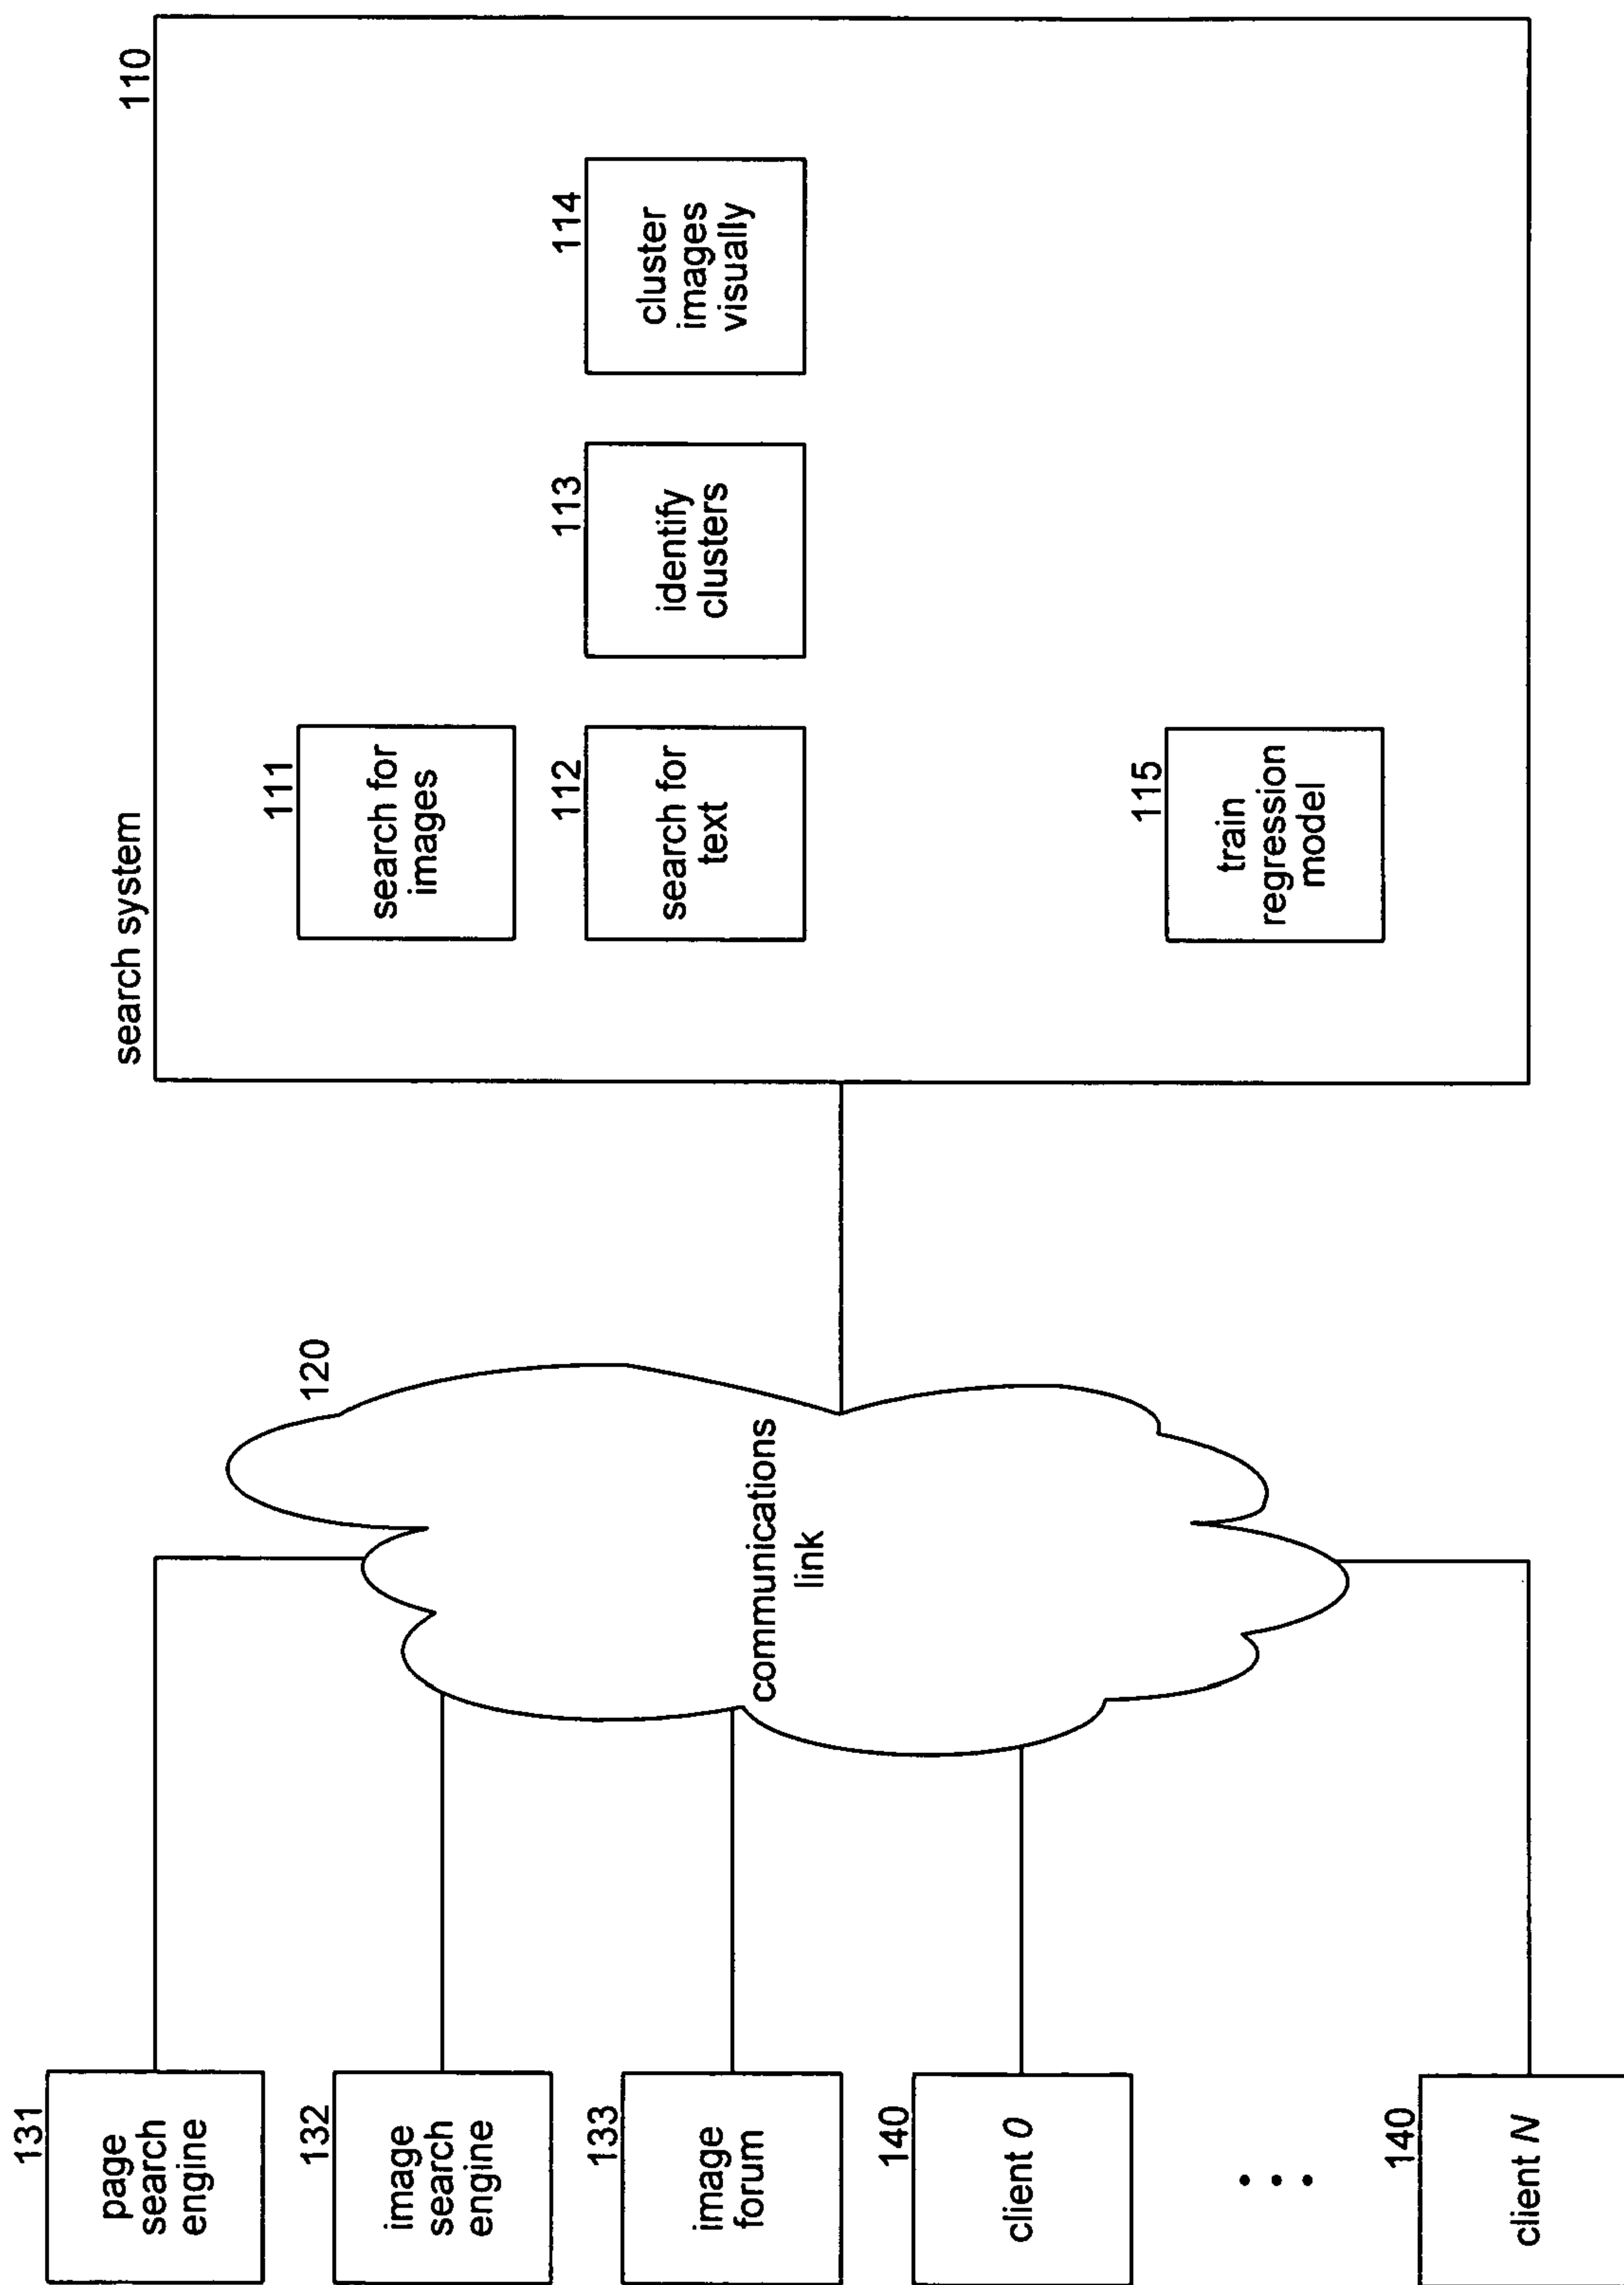 131
page
search
engine
132
image
search
engine
133
image
forum
140
client 0
140
client N
120
communications
link
search system
110
111
search for
images
112
search for
text
113
identify
clusters
114
cluster
images
visually
115
train
regression
model